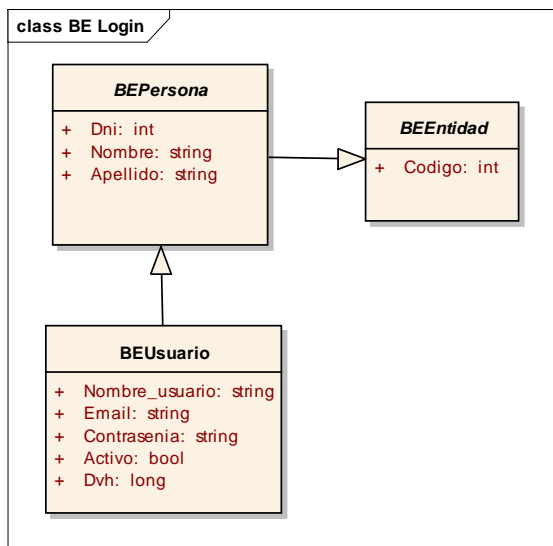 class BE Login
BEPersona
+ Dni: int
+ Nombre: string
+ Apellido: string
BEEntidad
+ Codigo: int
BEUsuario
+ Nombre_usuario: string
+ Email: string
+ Contrasenia: string
+ Activo: bool
+ Dvh: long